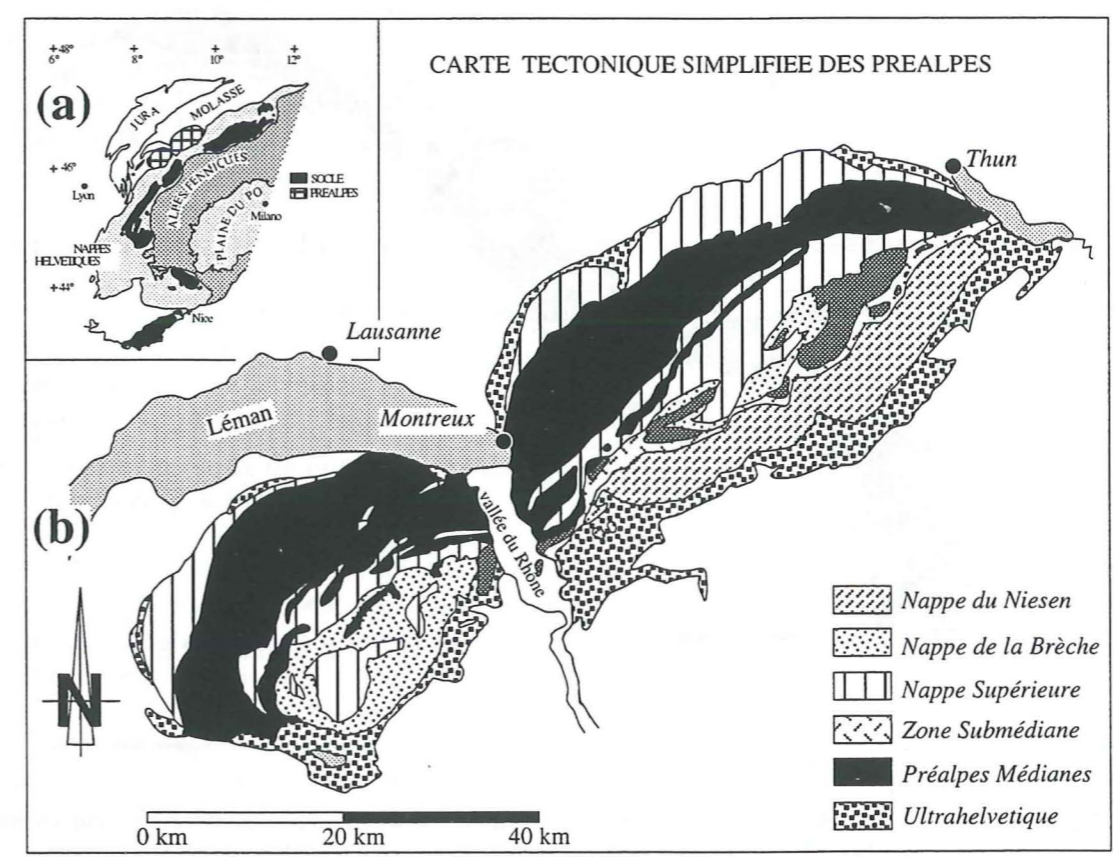 CARTE TECTONIQUE SIMPLIFIEE DES PREALPES
(a)
+48°
6°
+
8°
+
10°
+
12°
JURA
MOLASSE
+46°
Lyon
ALPES PENNIQUES
PLAINE DU PO
Milano
SOCLE
PREALPES
NAPPES
HELVETIQUES
+44°
Nice
Thun
Lausanne
Léman
Montreux
(b)
vallée du Rhône
N
Nappe du Niesen
Nappe de la Brèche
Nappe Supérieure
Zone Submédiane
Préalpes Médianes
Ultrahelvetique
0 km 20 km 40 km